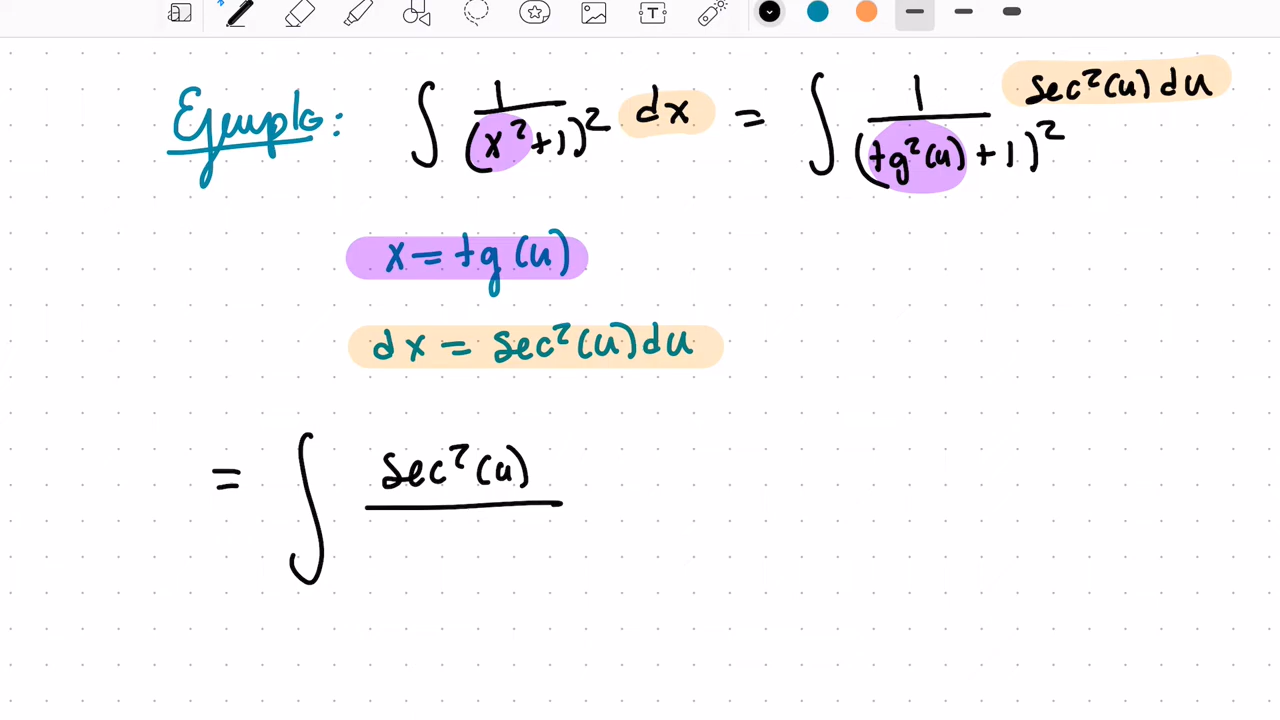 Ejemplo: ∫ 1/(x²+1)² dx = ∫ 1/(tg²(u)+1)² sec²(u) du
x = tg(u)
dx = sec²(u) du
= ∫ sec²(u)